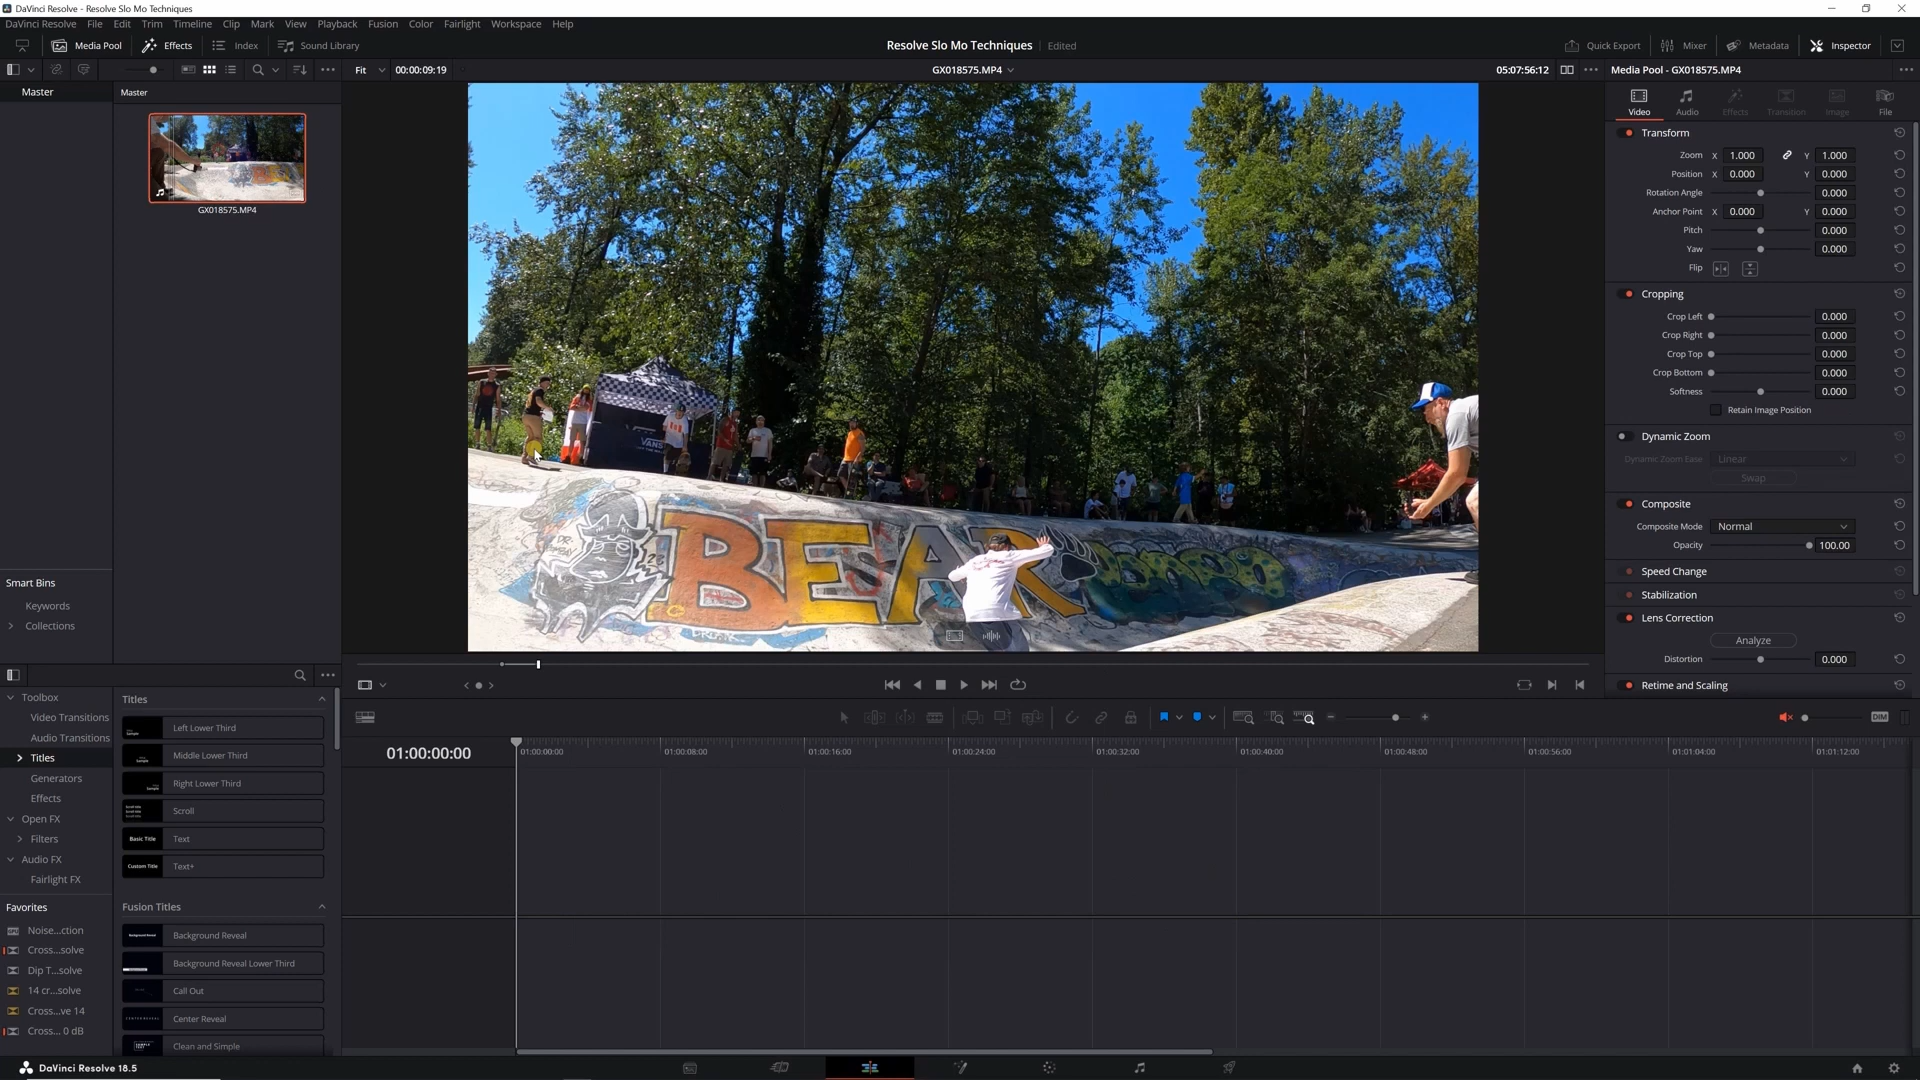 DaVinci Resolve - Resolve Slo Mo Techniques
DaVinci Resolve File Edit Trim Timeline Clip Mark View Playback Fusion Color Fairlight Workspace Help
Media Pool Effects Index Sound Library
Resolve Slo Mo Techniques Edited
Quick Export Mixer Metadata Inspector
Fit 00:00:09:19 GX018575.MP4 05:07:56:12
Media Pool - GX018575.MP4
Master
Master
GX018575.MP4
Smart Bins
Keywords
Collections
VANS
BEAR
Video Audio Effects Transition Image File
Transform
Zoom X 1.000 Y 1.000
Position X 0.000 Y 0.000
Rotation Angle 0.000
Anchor Point X 0.000 Y 0.000
Pitch 0.000
Yaw 0.000
Flip
Cropping
Crop Left 0.000
Crop Right 0.000
Crop Top 0.000
Crop Bottom 0.000
Softness 0.000
Retain Image Position
Dynamic Zoom
Dynamic Zoom Ease Linear
Swap
Composite
Composite Mode Normal
Opacity 100.00
Speed Change
Stabilization
Lens Correction
Analyze
Distortion 0.000
Retime and Scaling
DIM
Toolbox
Video Transitions
Audio Transitions
Titles
Generators
Effects
Open FX
Filters
Audio FX
Fairlight FX
Favorites
Noise...ction
Cross...solve
Dip T...solve
14 cr...solve
Cross...ve 14
Cross... 0 dB
Titles
Left Lower Third
Middle Lower Third
Right Lower Third
Scroll
Basic Title Text
Custom Title Text+
Fusion Titles
Background Reveal
Background Reveal Lower Third
Call Out
Center Reveal
Clean and Simple
01:00:00:00
01:00:00:00 01:00:08:00 01:00:16:00 01:00:24:00 01:00:32:00 01:00:40:00 01:00:48:00 01:00:56:00 01:01:04:00 01:01:12:00
DaVinci Resolve 18.5